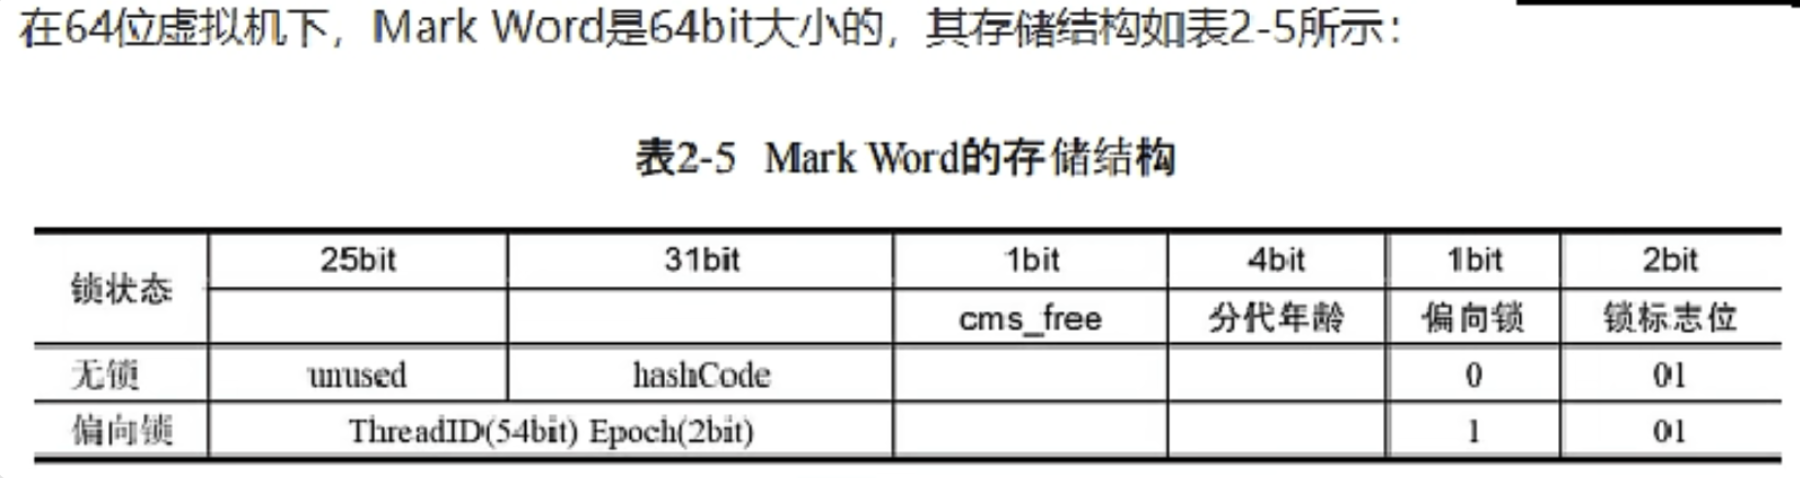 在64位虚拟机下，Mark Word是64bit大小的，其存储结构如表2-5所示：
表2-5 Mark Word的存储结构
锁状态 25bit 31bit 1bit 4bit 1bit 2bit
cms_free 分代年龄 偏向锁 锁标志位
无锁 unused hashCode 0 01
偏向锁 ThreadID(54bit) Epoch(2bit) 1 01